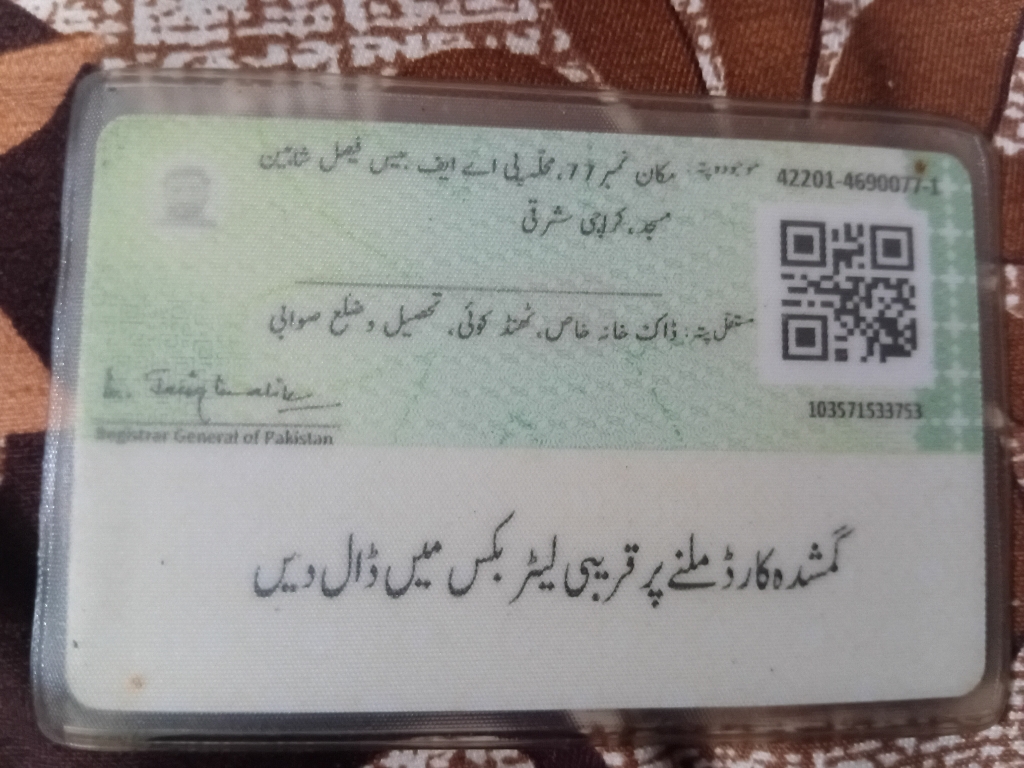 42201-4690077-1
موجودہ پتہ: مکان نمبر 77، محلہ پی اے ایف بیس فیصل شاہین
مسجد، کراچی شرقی
مستقل پتہ: ڈاک خانہ خاص، ٹھنڈ کوئی، تحصیل و ضلع صوابی
103571533753
Registrar General of Pakistan
گمشدہ کارڈ ملنے پر قریبی لیٹر بکس میں ڈال دیں